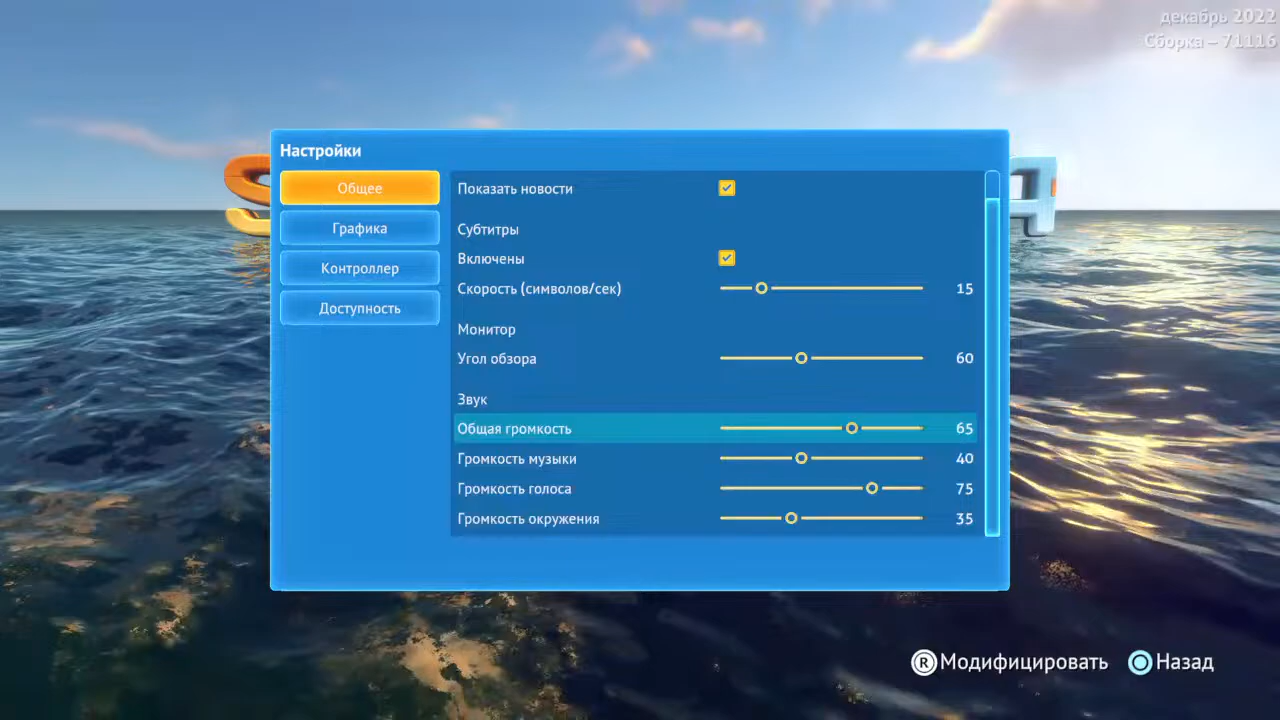 декабрь 2022
Сборка – 71116
Настройки
Общее
Графика
Контроллер
Доступность
Показать новости
Субтитры
Включены
Скорость (символов/сек) 15
Монитор
Угол обзора 60
Звук
Общая громкость 65
Громкость музыки 40
Громкость голоса 75
Громкость окружения 35
R Модифицировать Назад